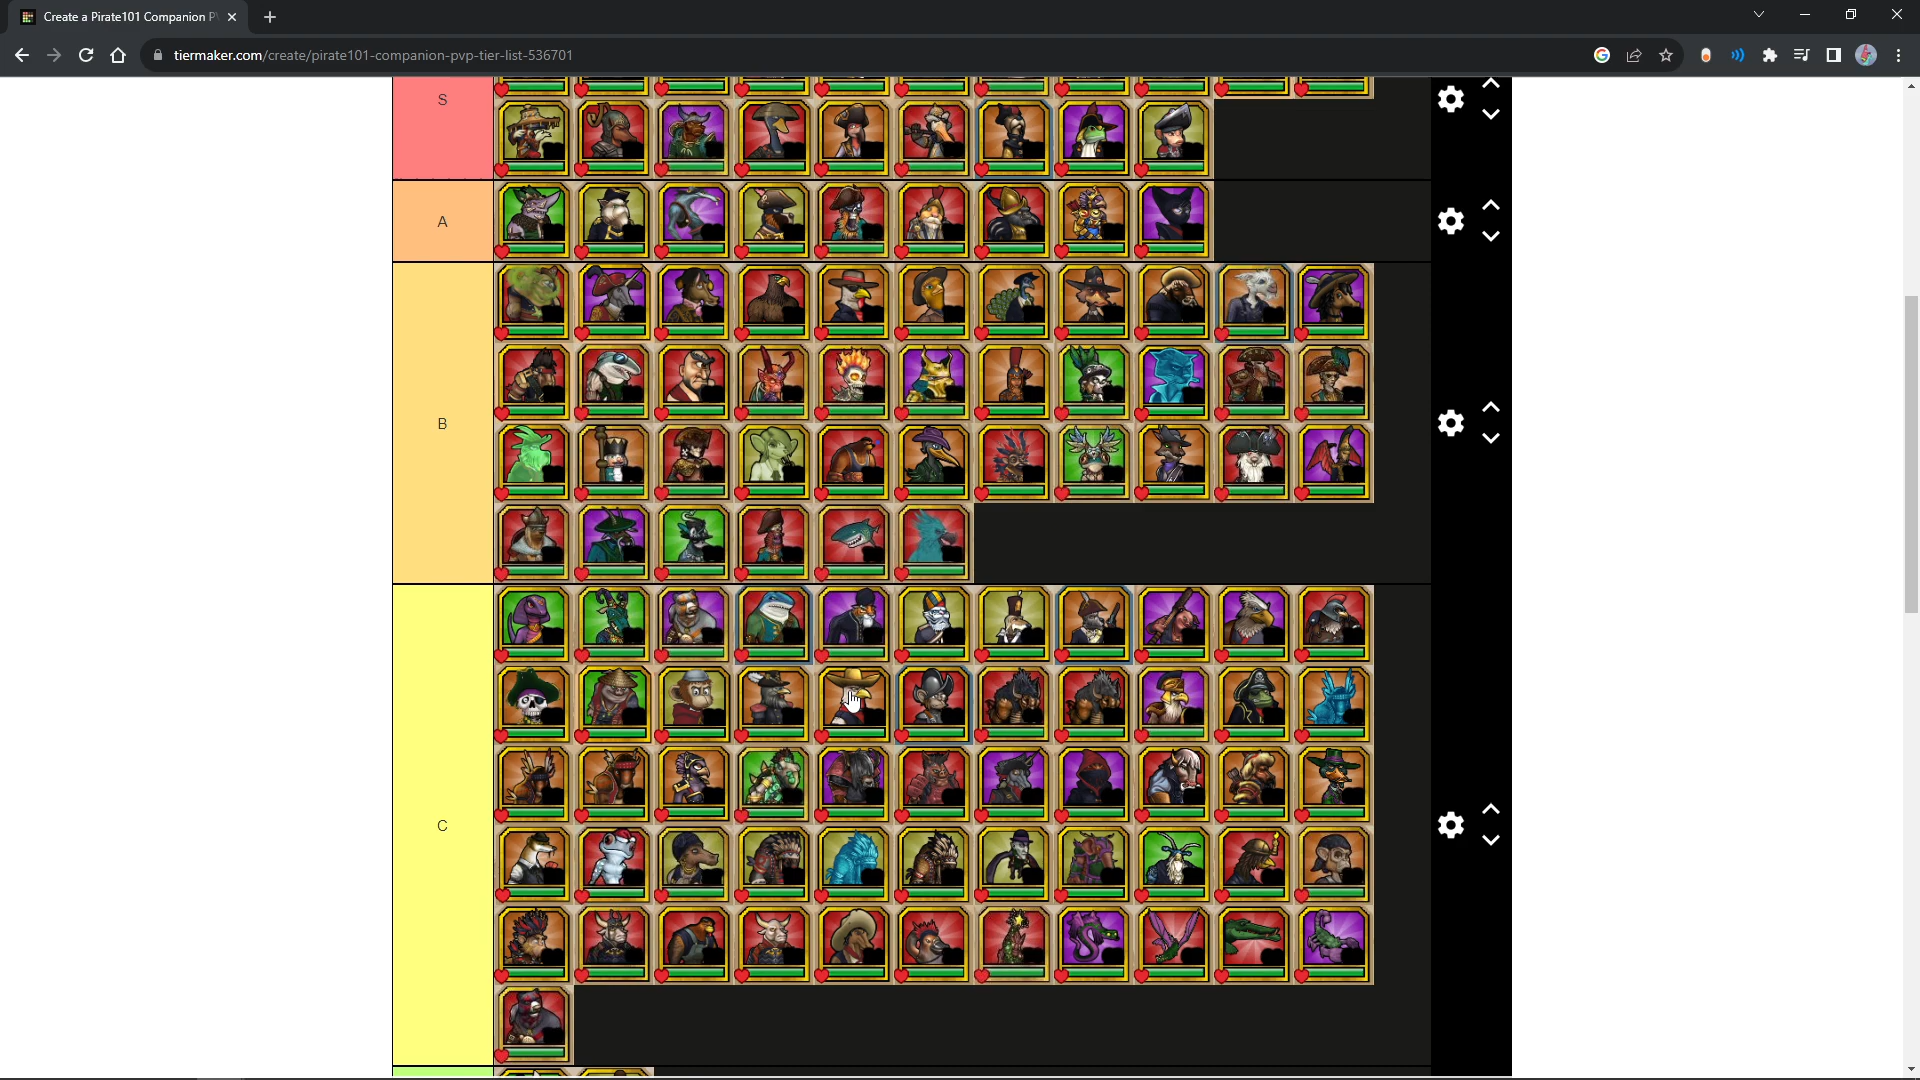 Create a Pirate101 Companion P
tiermaker.com/create/pirate101-companion-pvp-tier-list-536701
S
A
B
C